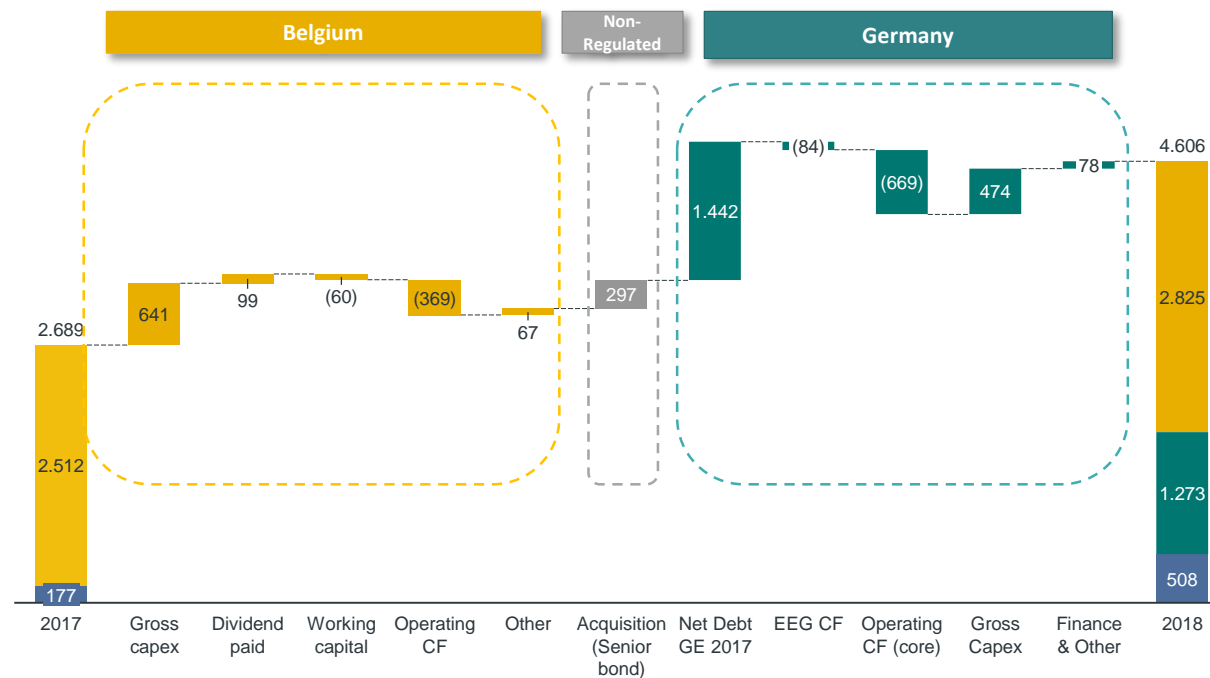 Belgium
Non-
Regulated
Germany
2.689
2.512
177
641
99
(60)
(369)
67
297
1.442
(84)
(669)
474
78
4.606
2.825
1.273
508
2017
Gross
capex
Dividend
paid
Working
capital
Operating
CF
Other
Acquisition
(Senior
bond)
Net Debt
GE 2017
EEG CF
Operating
CF (core)
Gross
Capex
Finance
& Other
2018